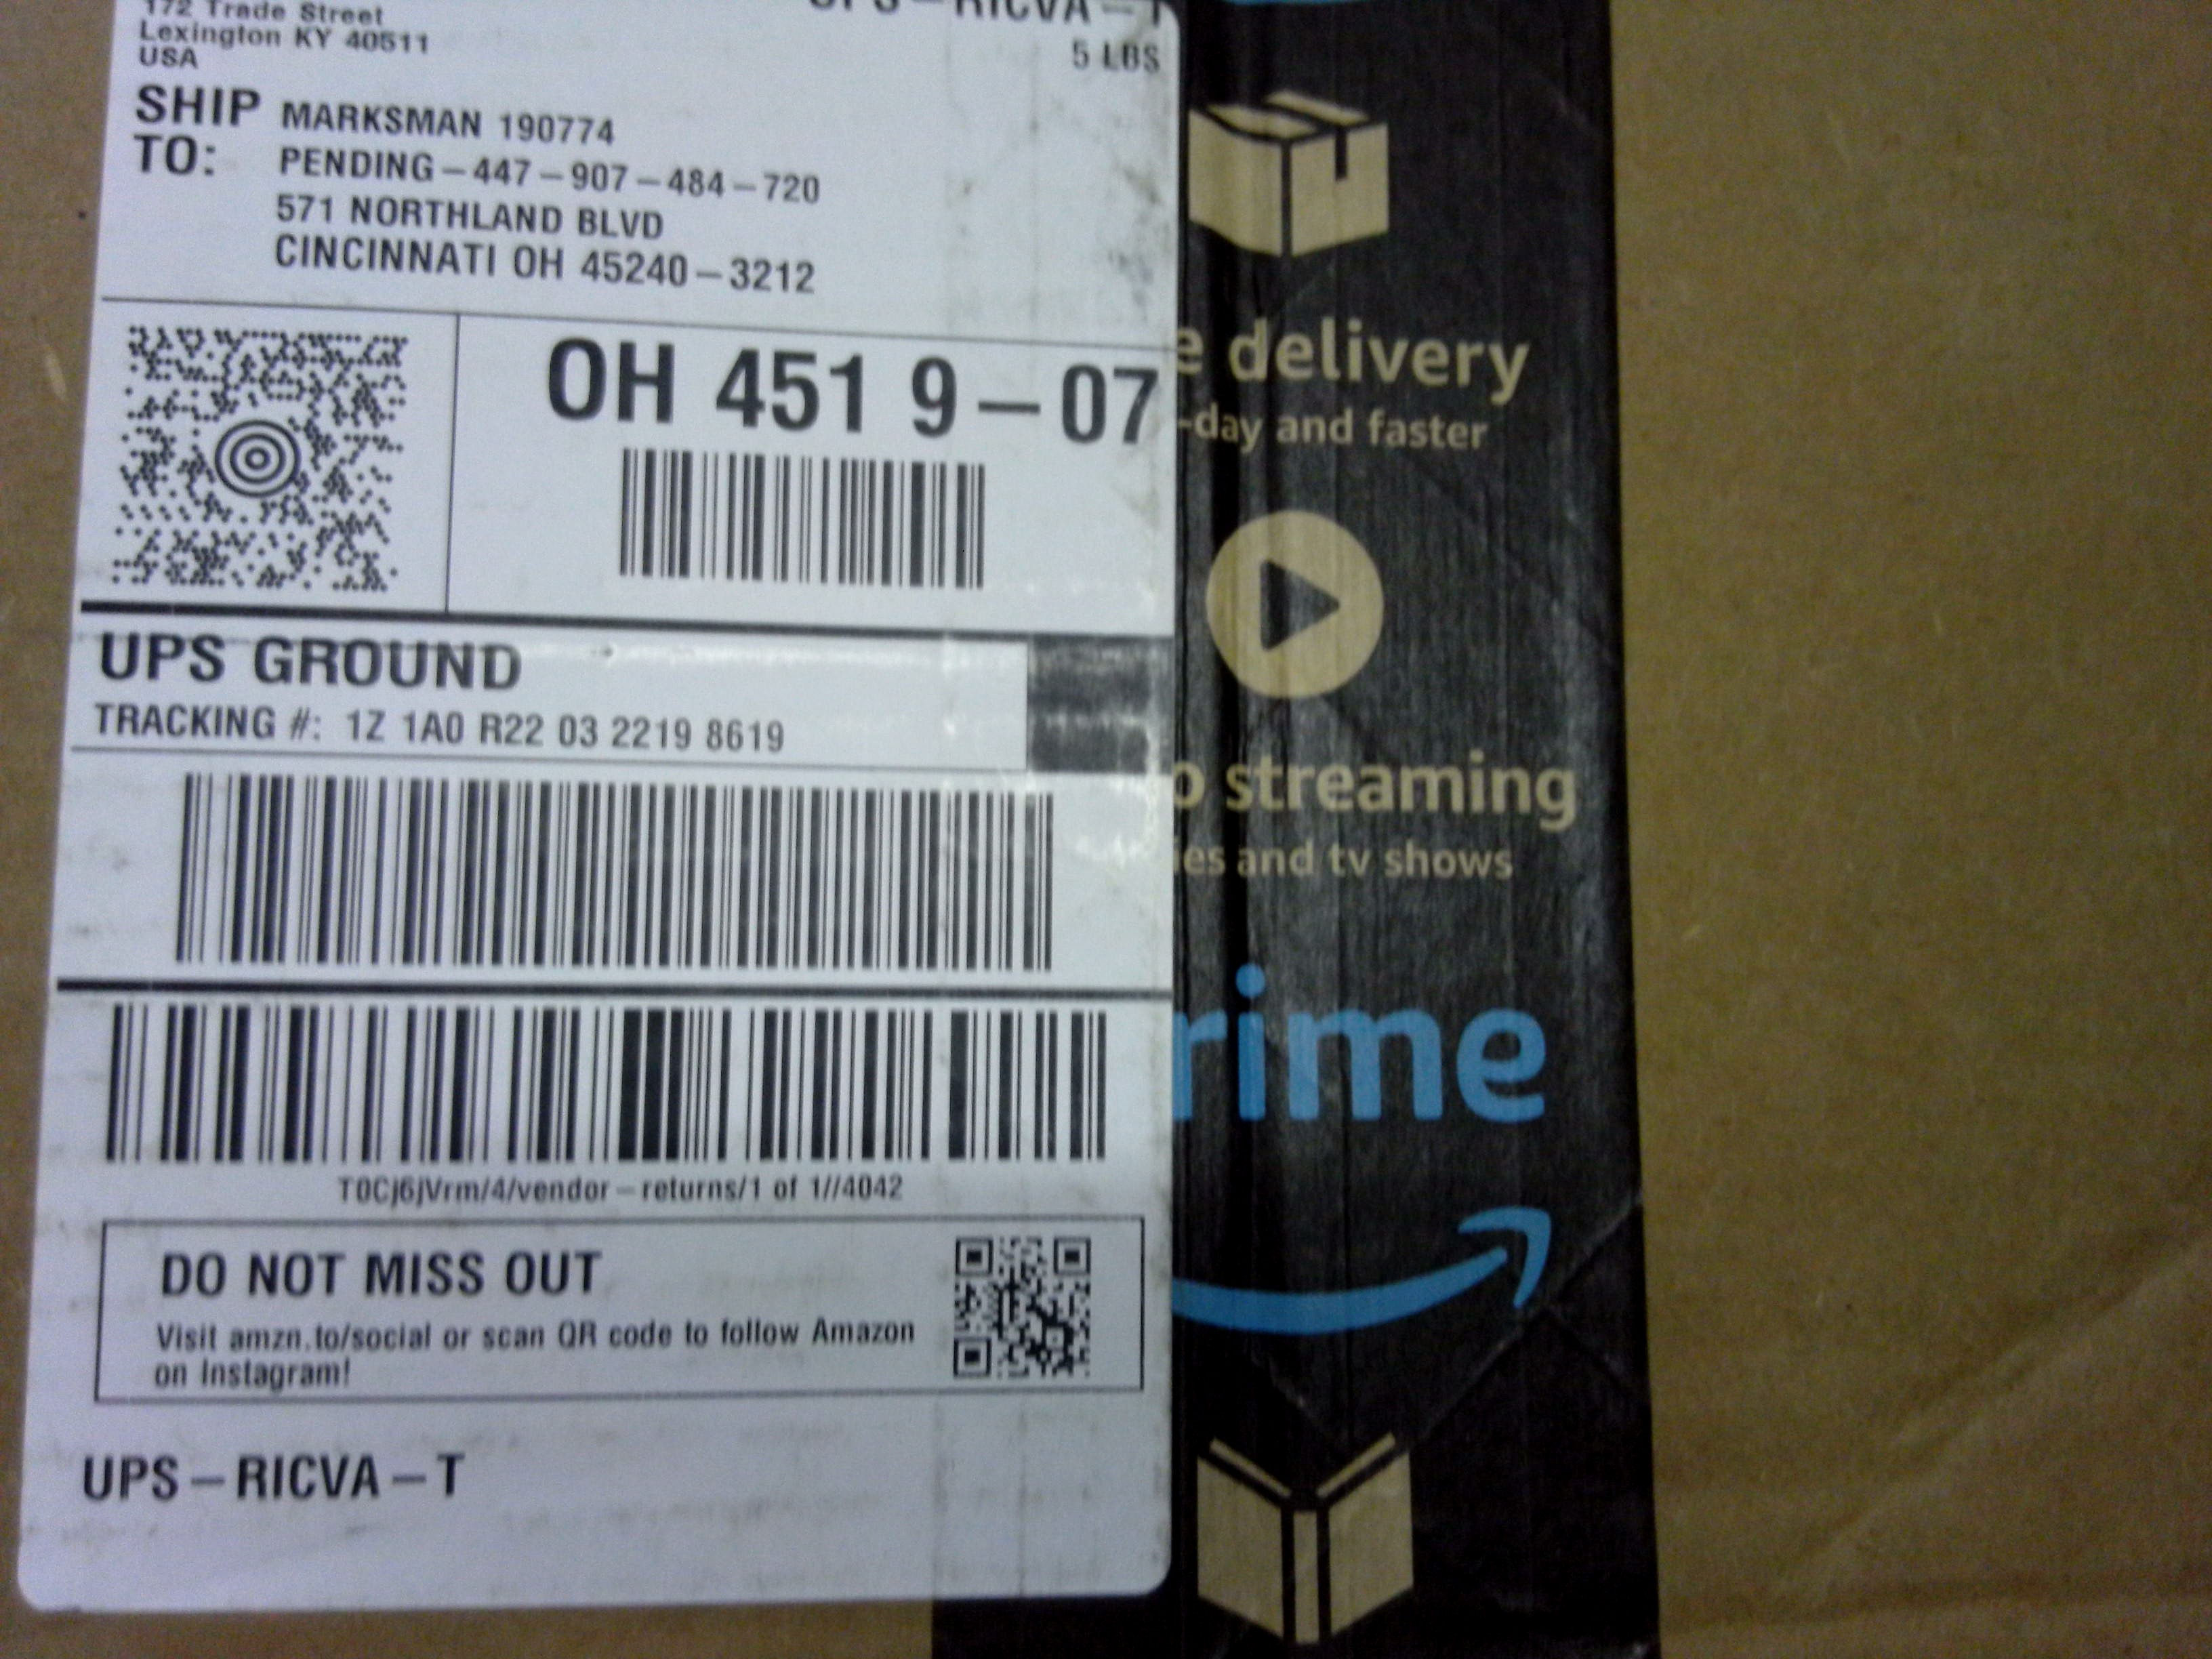 172 Trade Street
Lexington KY 40511
USA
UPS-RICVA-T
5 LBS
SHIP TO:
MARKSMAN 190774
PENDING-447-907-484-720
571 NORTHLAND BLVD
CINCINNATI OH 45240-3212
OH 451 9-07
UPS GROUND
TRACKING #: 1Z 1A0 R22 03 2219 8619
T0Cj6jVrm/4/vendor-returns/1 of 1//4042
DO NOT MISS OUT
Visit amzn.to/social or scan QR code to follow Amazon
on Instagram!
UPS-RICVA-T
e delivery
-day and faster
o streaming
ies and tv shows
rime